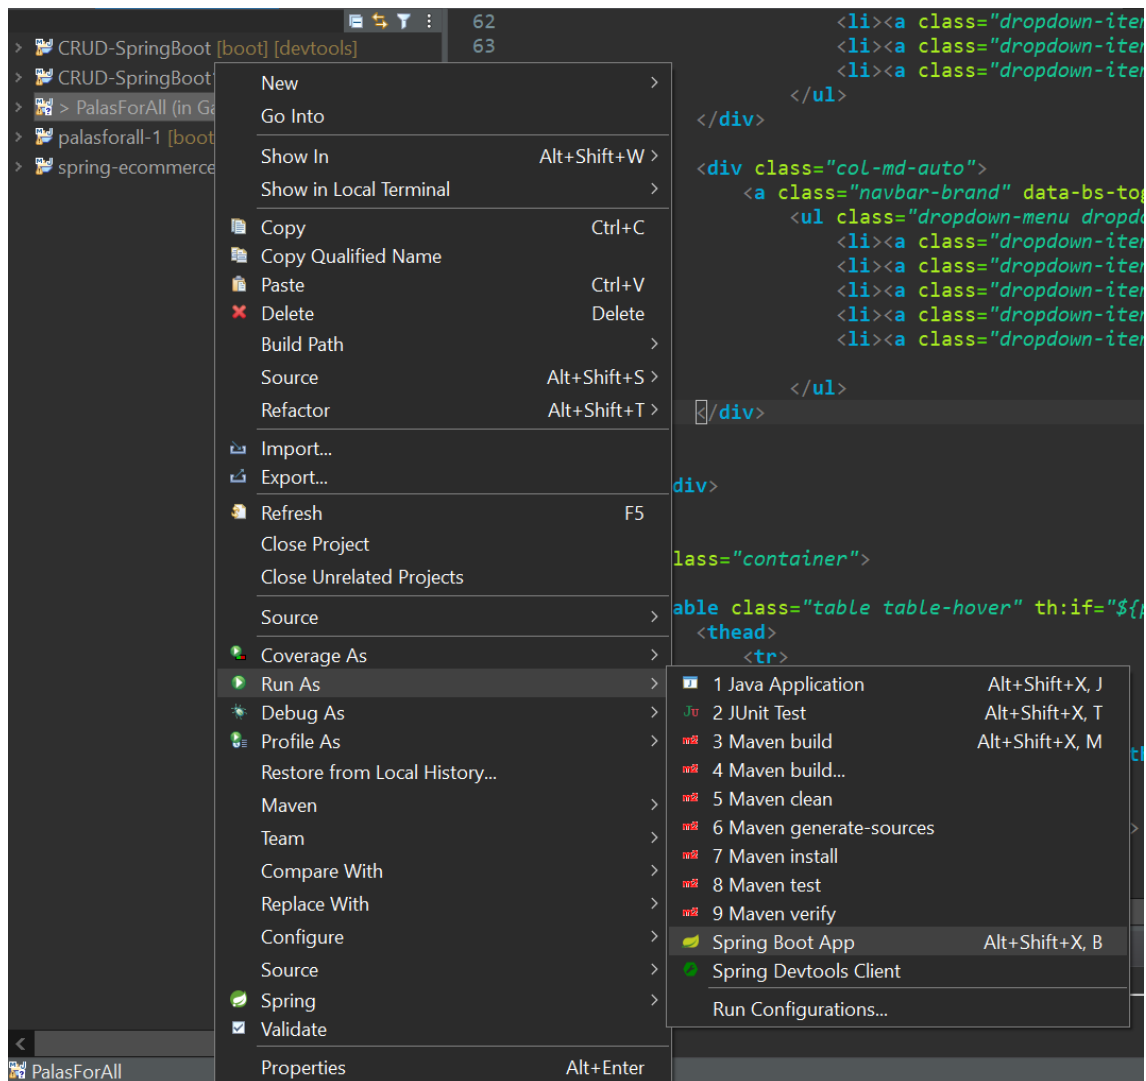 62
63
CRUD-SpringBoot [boot] [devtools]
CRUD-SpringBoot
> PalasForAll (in Ga
palasforall-1 [boot
spring-ecommerce
New
Go Into
Show In Alt+Shift+W >
Show in Local Terminal
Copy Ctrl+C
Copy Qualified Name
Paste Ctrl+V
Delete Delete
Build Path
Source Alt+Shift+S >
Refactor Alt+Shift+T >
Import...
Export...
Refresh F5
Close Project
Close Unrelated Projects
Source
Coverage As
Run As
Debug As
Profile As
Restore from Local History...
Maven
Team
Compare With
Replace With
Configure
Source
Spring
Validate
Properties Alt+Enter
1 Java Application Alt+Shift+X, J
2 JUnit Test Alt+Shift+X, T
3 Maven build Alt+Shift+X, M
4 Maven build...
5 Maven clean
6 Maven generate-sources
7 Maven install
8 Maven test
9 Maven verify
Spring Boot App Alt+Shift+X, B
Spring Devtools Client
Run Configurations...
<li><a class="dropdown-iter
<li><a class="dropdown-iter
<li><a class="dropdown-iter
</ul>
</div>
<div class="col-md-auto">
<a class="navbar-brand" data-bs-tog
<ul class="dropdown-menu dropdo
<li><a class="dropdown-iter
<li><a class="dropdown-iter
<li><a class="dropdown-iter
<li><a class="dropdown-iter
<li><a class="dropdown-iter
</ul>
</div>
div>
lass="container">
able class="table table-hover" th:if="${p
<thead>
<tr>
th
>
PalasForAll